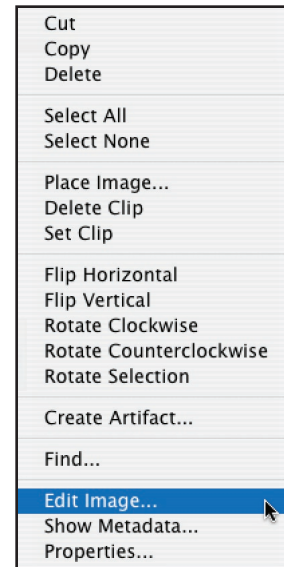 Cut
Copy
Delete
Select All
Select None
Place Image...
Delete Clip
Set Clip
Flip Horizontal
Flip Vertical
Rotate Clockwise
Rotate Counterclockwise
Rotate Selection
Create Artifact...
Find...
Edit Image...
Show Metadata...
Properties...